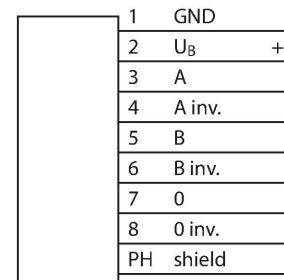 1 GND
2 U_B +
3 A
4 A inv.
5 B
6 B inv.
7 0
8 0 inv.
PH shield